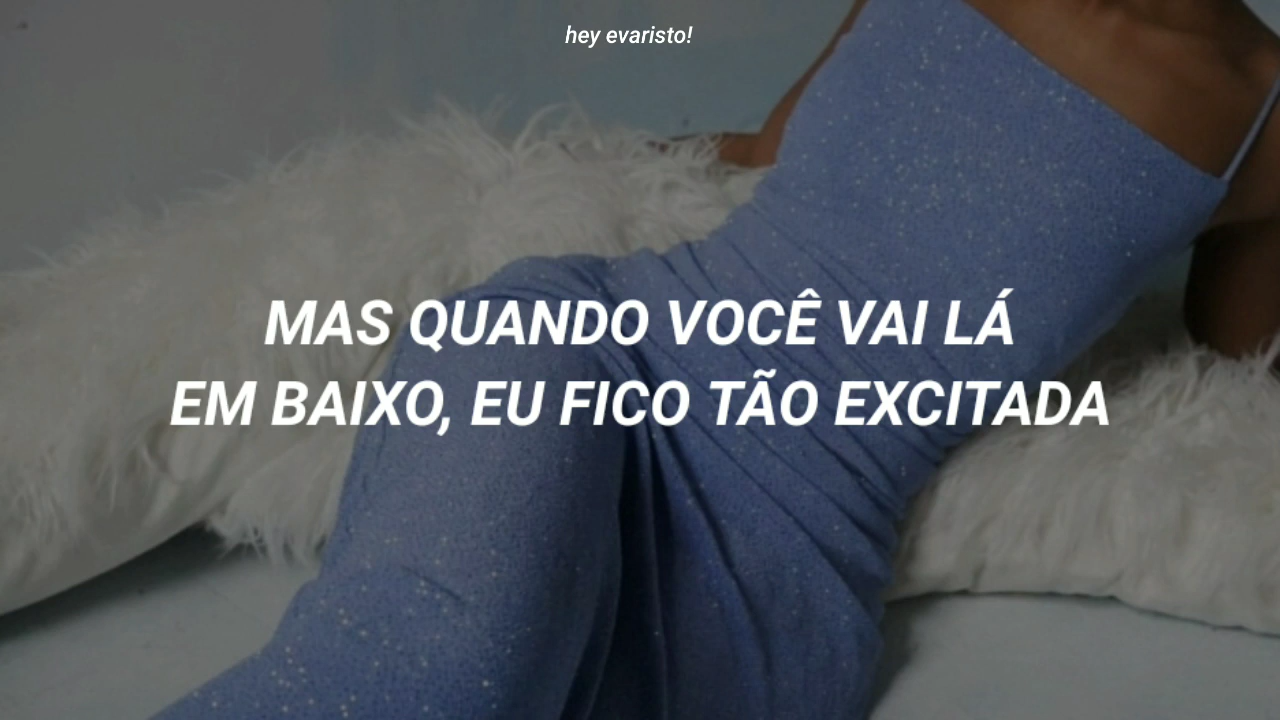 hey evaristo!
MAS QUANDO VOCÊ VAI LÁ
EM BAIXO, EU FICO TÃO EXCITADA